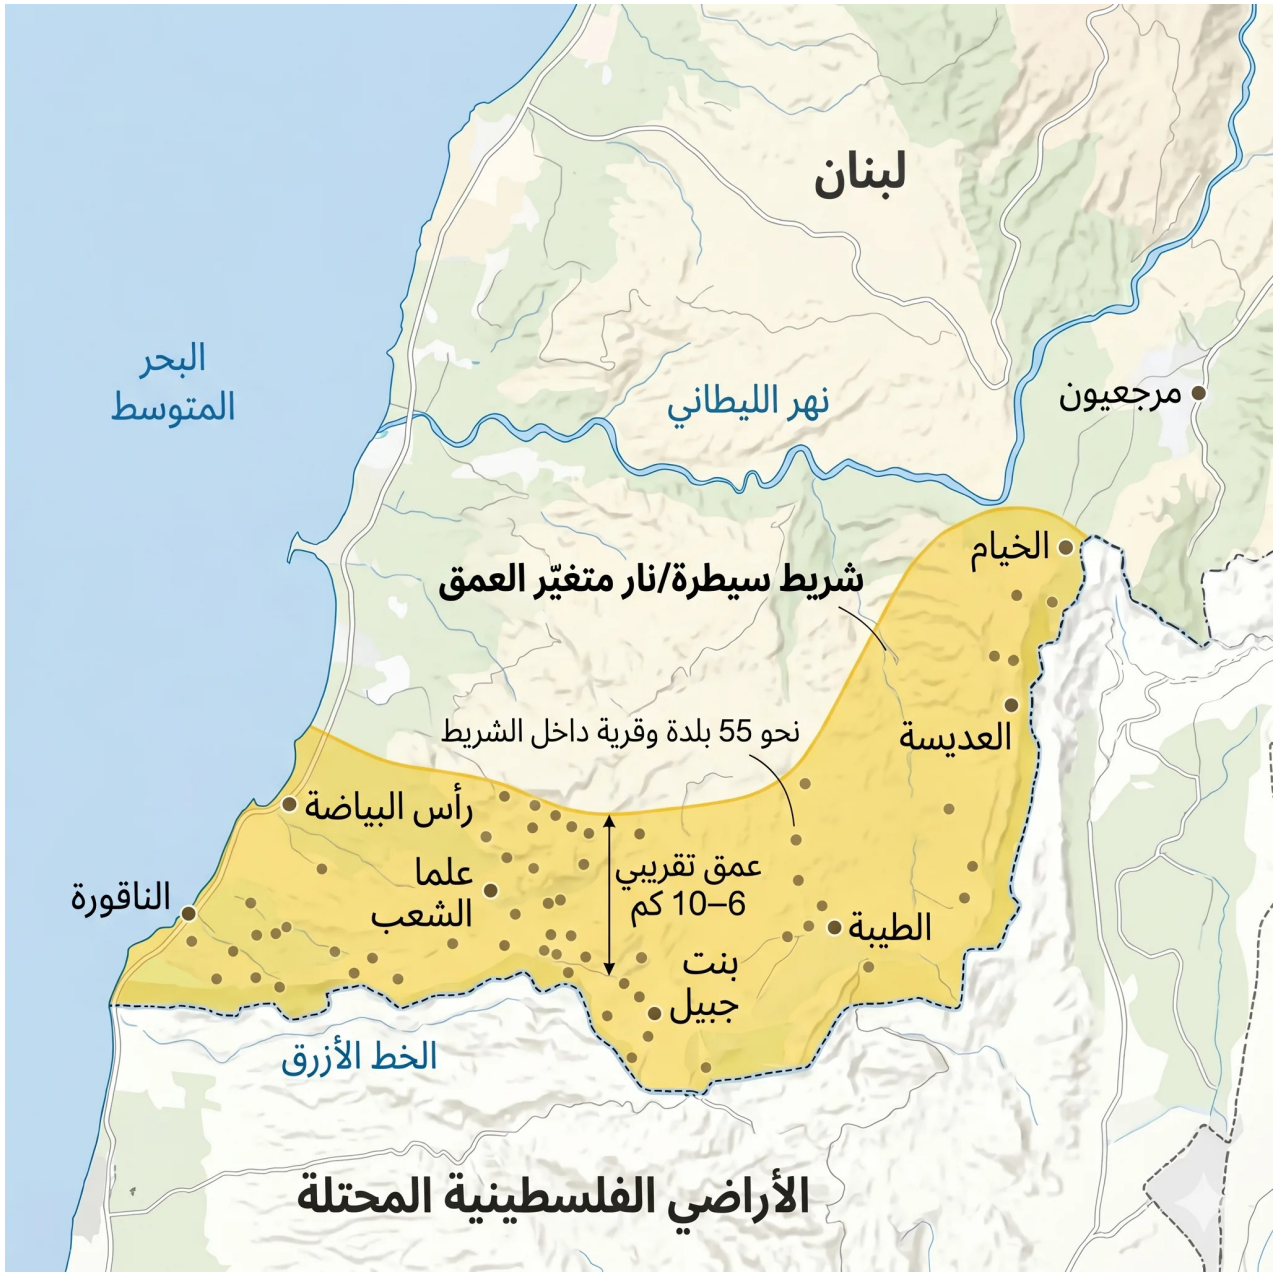 لبنان
البحر
المتوسط
نهر الليطاني
مرجعيون
الخيام
شريط سيطرة/نار متغيّر العمق
نحو 55 بلدة وقرية داخل الشريط
العديسة
رأس البياضة
علما
الشعب
عمق تقريبي
6–10 كم
الناقورة
الطيبة
بنت
جبيل
الخط الأزرق
الأراضي الفلسطينية المحتلة